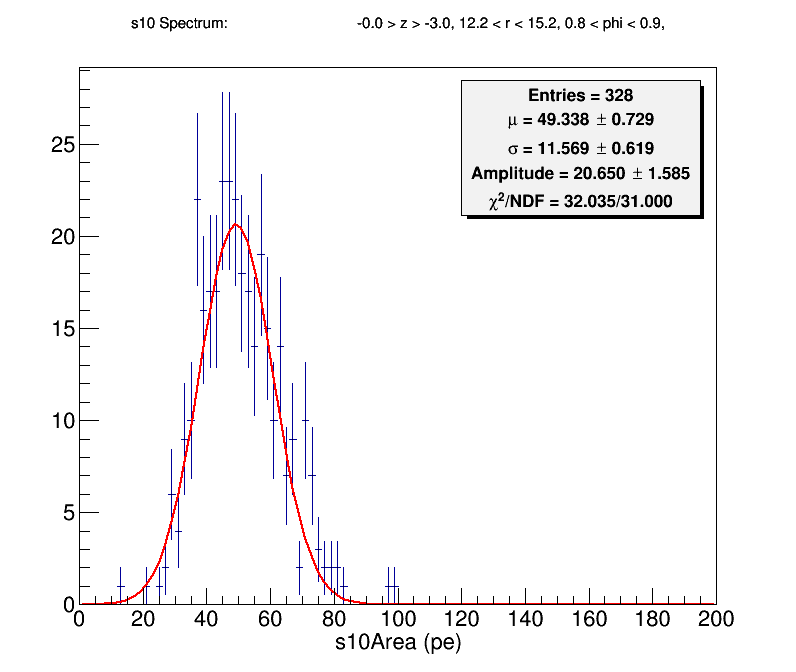 s10 Spectrum: -0.0 > z > -3.0, 12.2 < r < 15.2, 0.8 < phi < 0.9,
Entries = 328
μ = 49.338 ± 0.729
σ = 11.569 ± 0.619
Amplitude = 20.650 ± 1.585
χ²/NDF = 32.035/31.000
25
20
15
10
5
0
0 20 40 60 80 100 120 140 160 180 200
s10Area (pe)